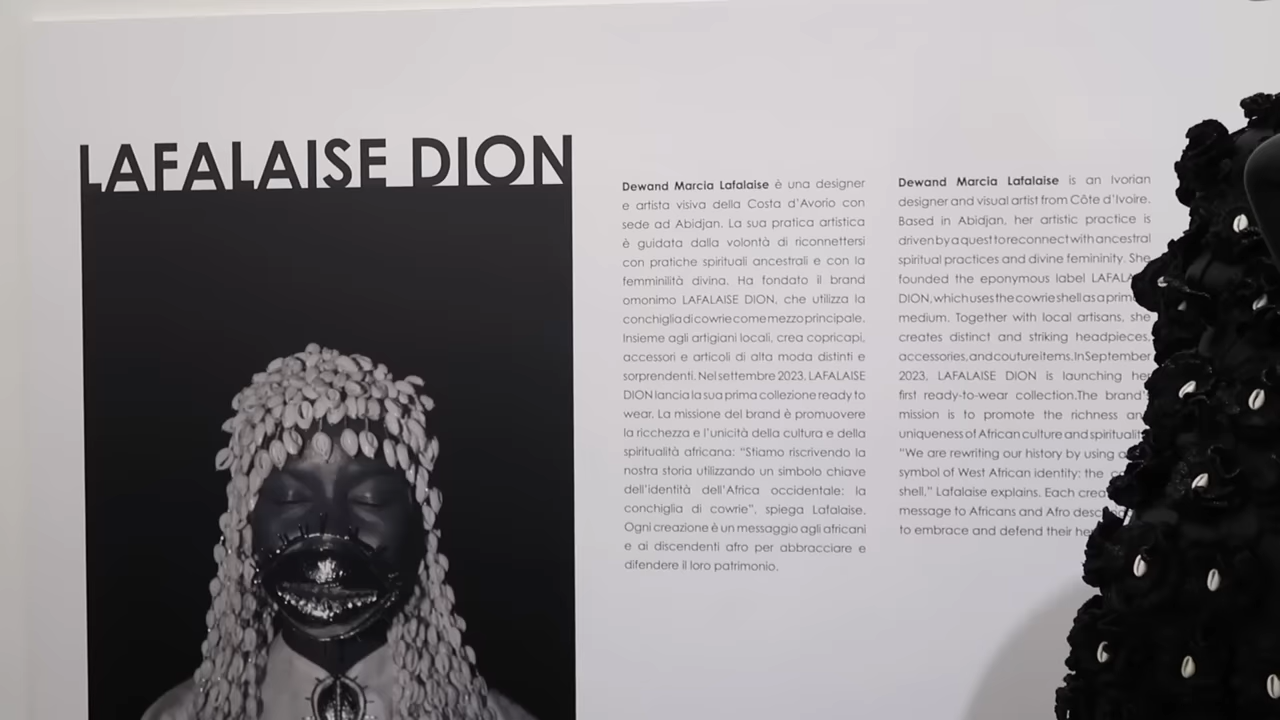 LAFALAISE DION
Dewand Marcia Lafalaise è una designer
e artista visiva della Costa d'Avorio con
sede ad Abidjan. La sua pratica artistica
è guidata dalla volontà di riconnettersi
con pratiche spirituali ancestrali e con la
femminilità divina. Ha fondato il brand
omonimo LAFALAISE DION, che utilizza la
conchiglia di cowrie come mezzo principale.
Insieme agli artigiani locali, crea copricapi,
accessori e articoli di alta moda distinti e
sorprendenti. Nel settembre 2023, LAFALAISE
DION lancia la sua prima collezione ready to
wear. La missione del brand è promuovere
la ricchezza e l'unicità della cultura e della
spiritualità africana: "Stiamo riscrivendo la
nostra storia utilizzando un simbolo chiave
dell'identità dell'Africa occidentale: la
conchiglia di cowrie", spiega Lafalaise.
Ogni creazione è un messaggio agli africani
e ai discendenti afro per abbracciare e
difendere il loro patrimonio.
Dewand Marcia Lafalaise is an Ivorian
designer and visual artist from Côte d'Ivoire.
Based in Abidjan, her artistic practice is
driven by a quest to reconnect with ancestral
spiritual practices and divine femininity. She
founded the eponymous label
DION, which uses the cowrie shell as a
medium. Together with local artisans, she
creates distinct and striking headpieces,
accessories, and couture items. In September
2023, LAFALAISE DION is launching her
first ready-to-wear collection.The brand's
mission is to promote the richness
uniqueness of African culture and
"We are rewriting our history by using
symbol of West African identity: the
shell," Lafalaise explains. Each
message to Africans and Afro
to embrace and defend their